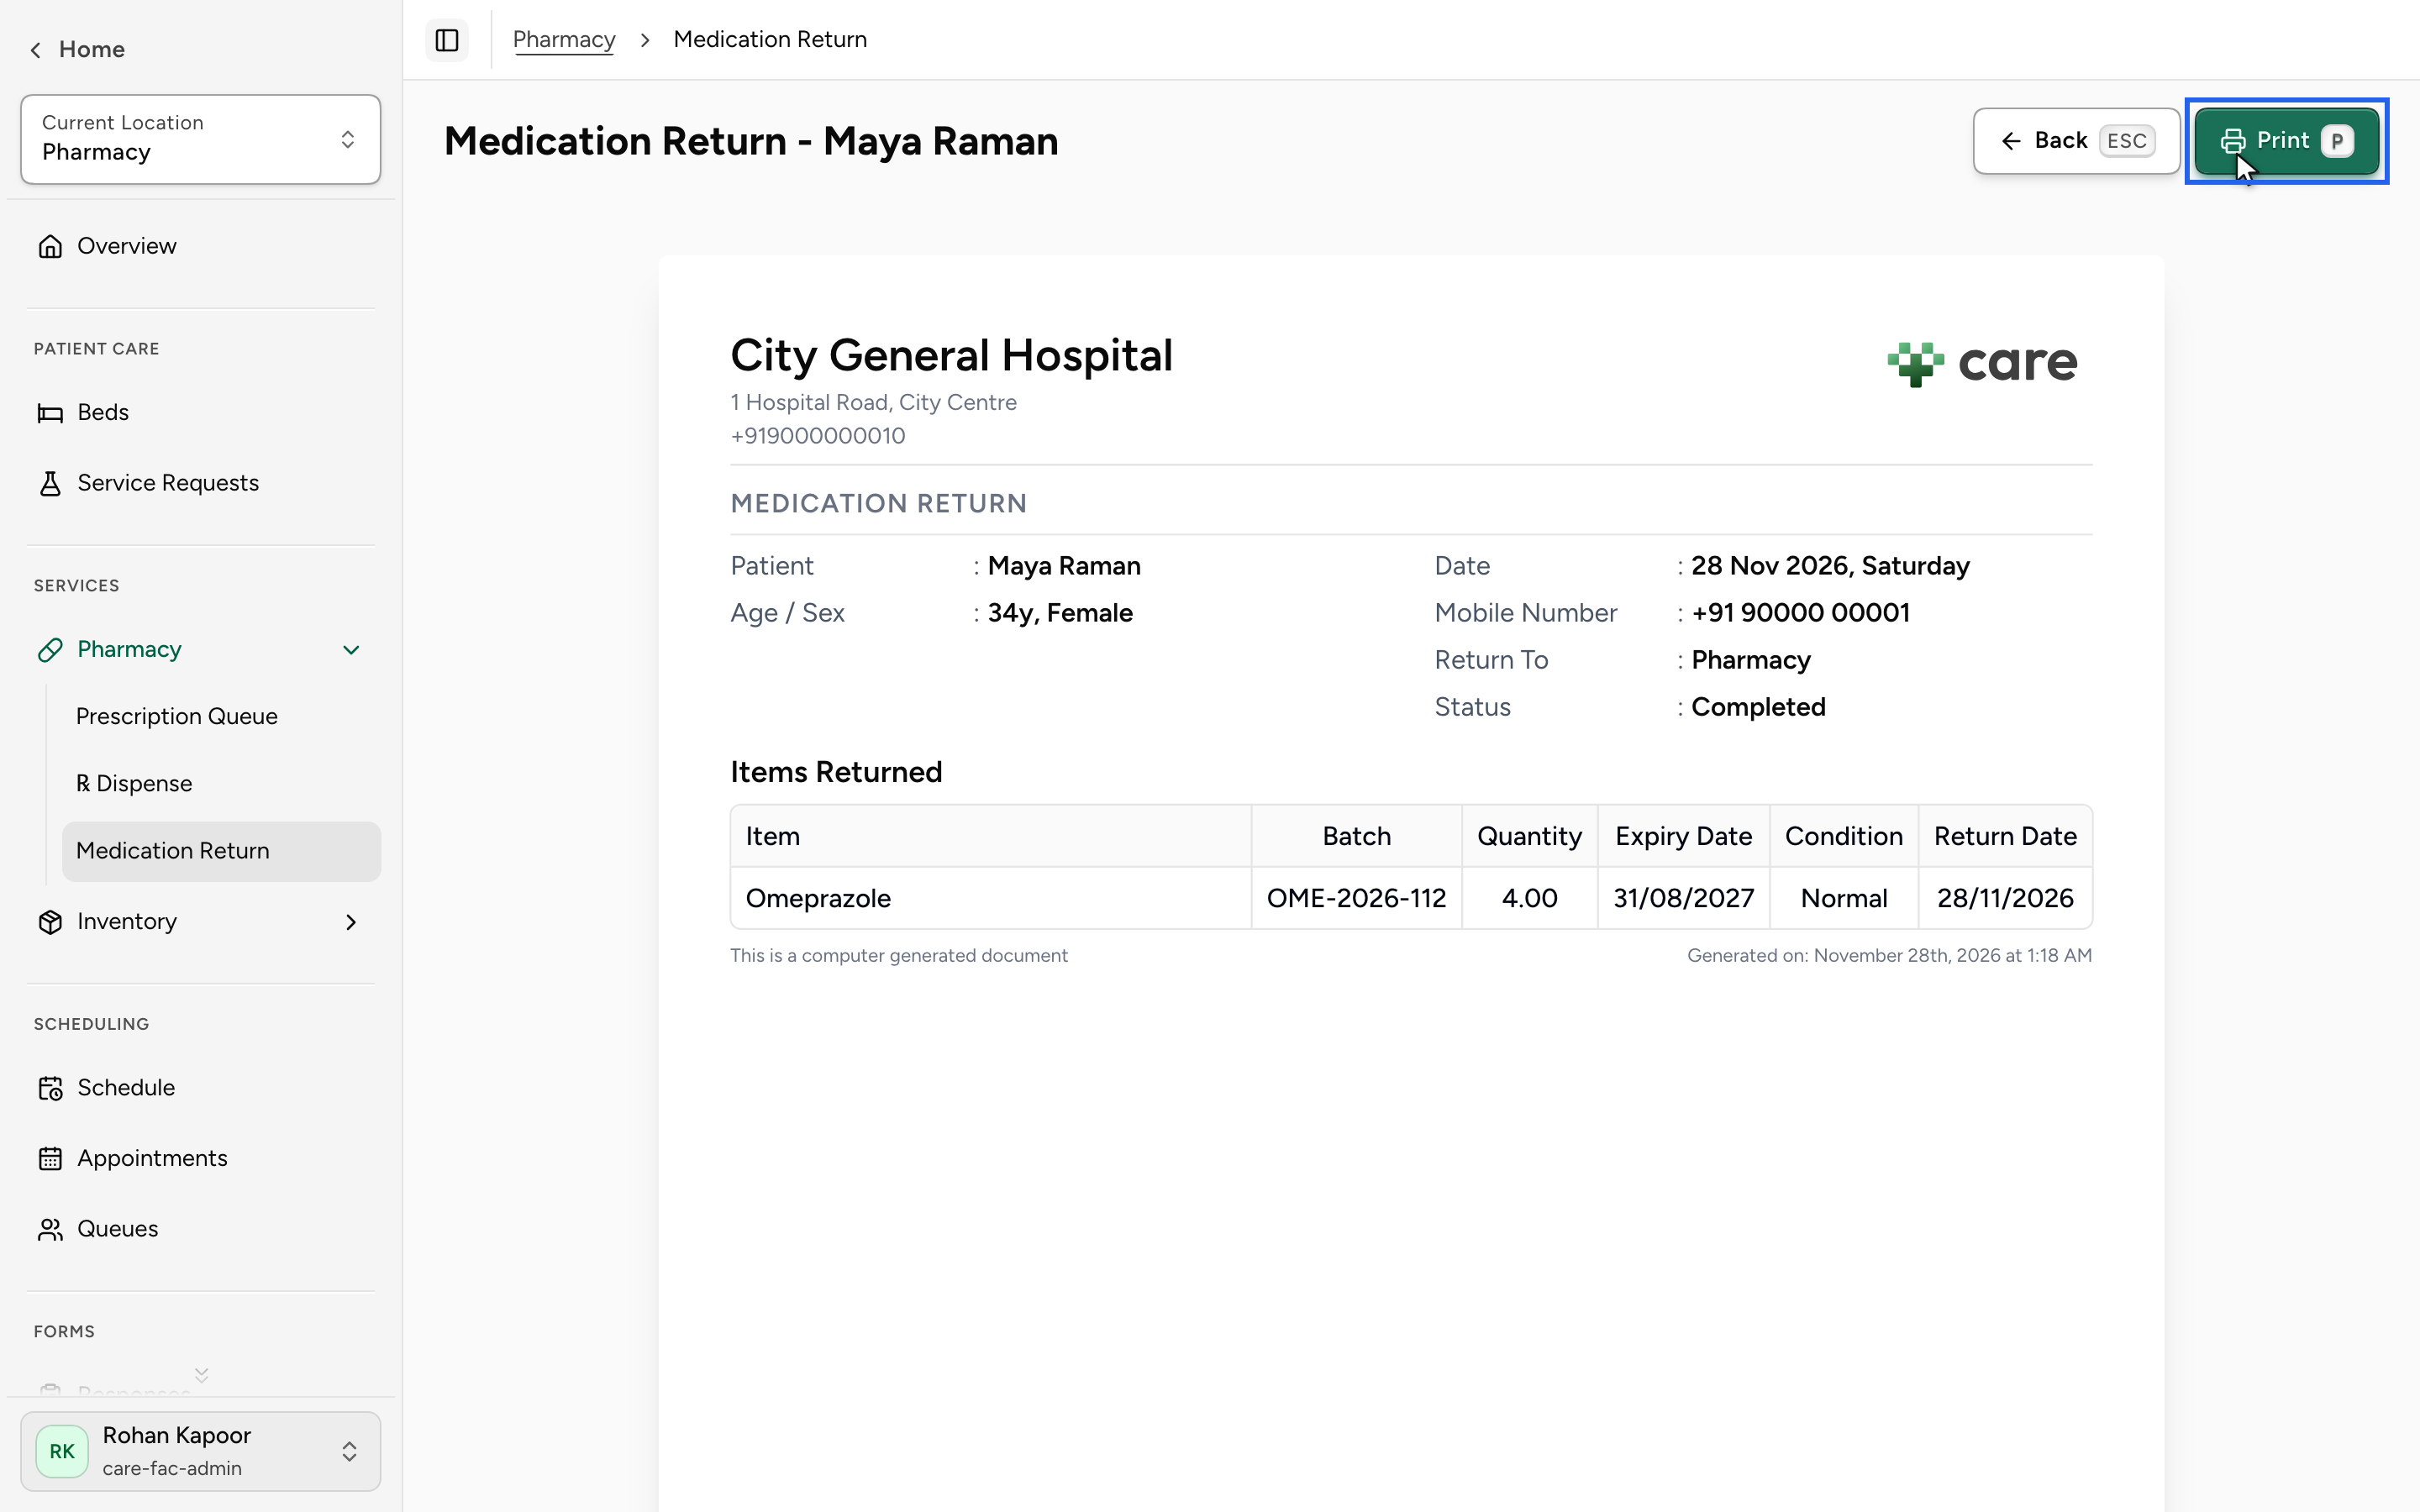 Home
Current Location
Pharmacy
Overview
PATIENT CARE
Beds
Service Requests
SERVICES
Pharmacy
Prescription Queue
℞ Dispense
Medication Return
Inventory
SCHEDULING
Schedule
Appointments
Queues
FORMS
Responses
RK
Rohan Kapoor
care-fac-admin
Pharmacy > Medication Return
Medication Return - Maya Raman
Back ESC
Print P
City General Hospital
care
1 Hospital Road, City Centre
+919000000010
MEDICATION RETURN
Patient : Maya Raman
Date : 28 Nov 2026, Saturday
Age / Sex : 34y, Female
Mobile Number : +91 90000 00001
Return To : Pharmacy
Status : Completed
Items Returned
Item Batch Quantity Expiry Date Condition Return Date
Omeprazole OME-2026-112 4.00 31/08/2027 Normal 28/11/2026
This is a computer generated document
Generated on: November 28th, 2026 at 1:18 AM